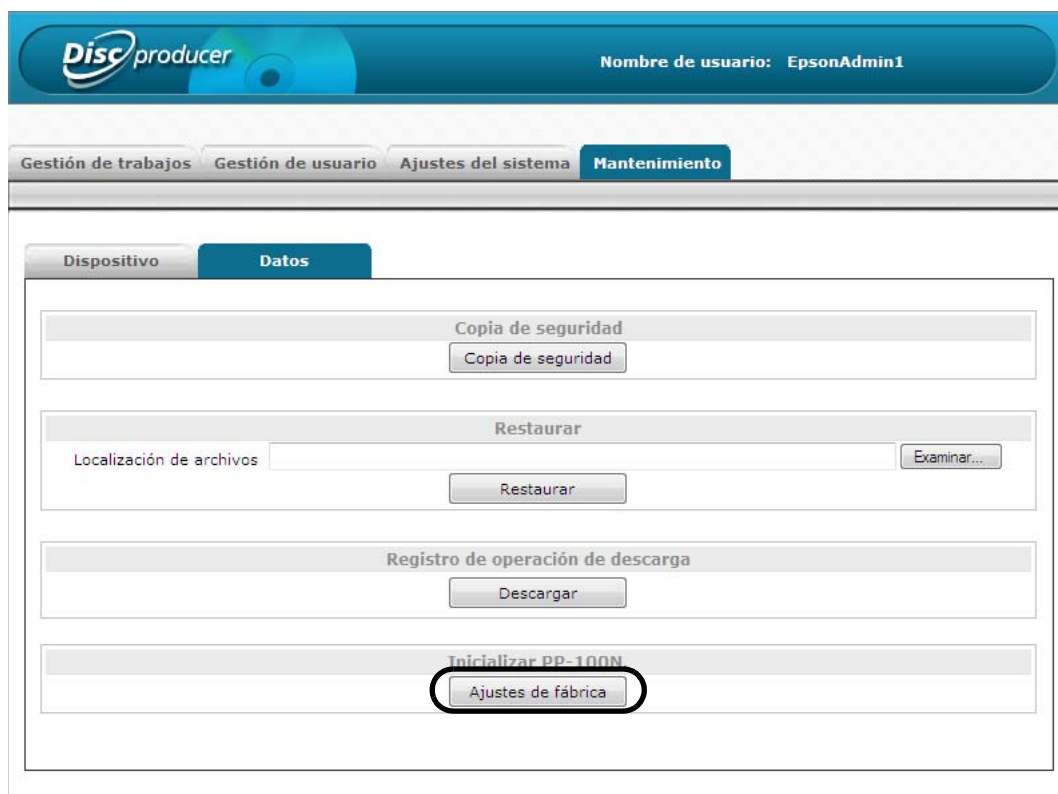 Disc producer
Nombre de usuario: EpsonAdmin1
Gestión de trabajos Gestión de usuario Ajustes del sistema Mantenimiento
Dispositivo Datos
Copia de seguridad
Copia de seguridad
Restaurar
Localización de archivos Examinar...
Restaurar
Registro de operación de descarga
Descargar
Inicializar PP-100N.
Ajustes de fábrica